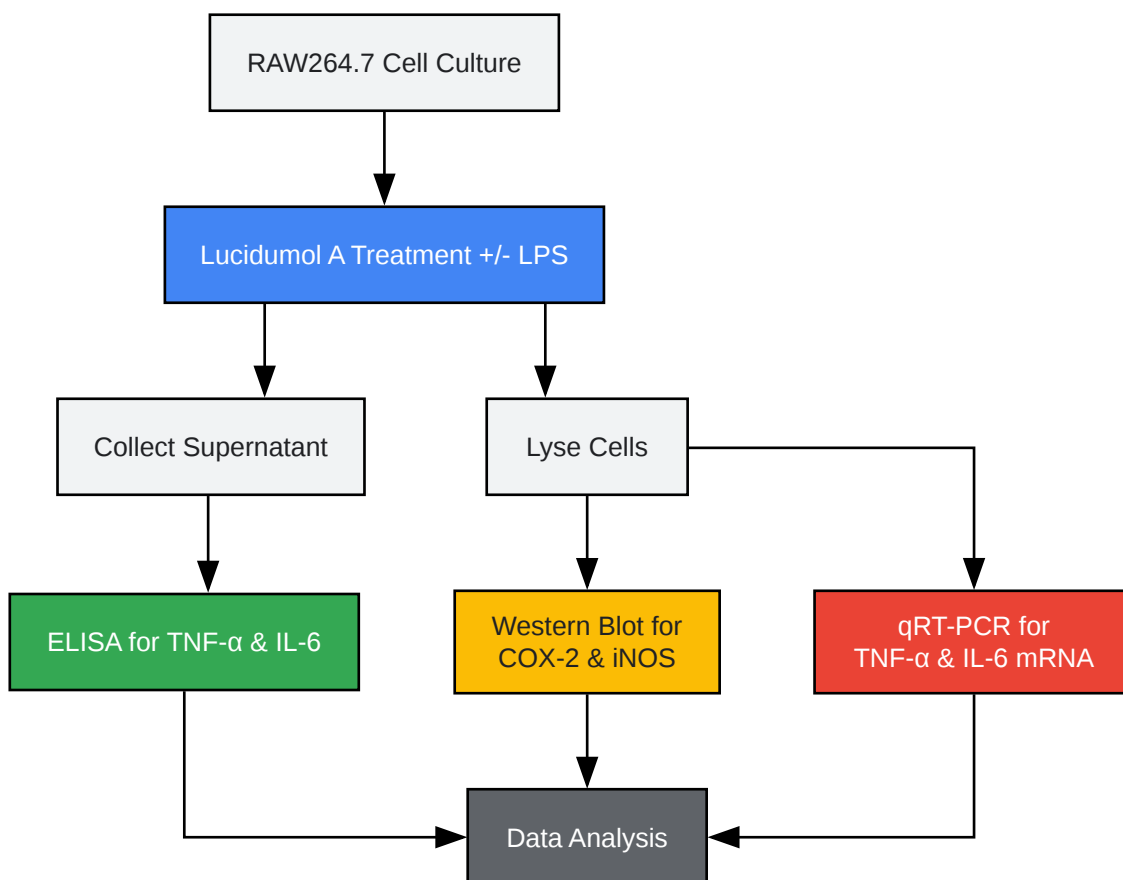 RAW264.7 Cell Culture
Lucidumol A Treatment +/- LPS
Collect Supernatant
Lyse Cells
ELISA for TNF-α & IL-6
Western Blot for
COX-2 & iNOS
qRT-PCR for
TNF-α & IL-6 mRNA
Data Analysis